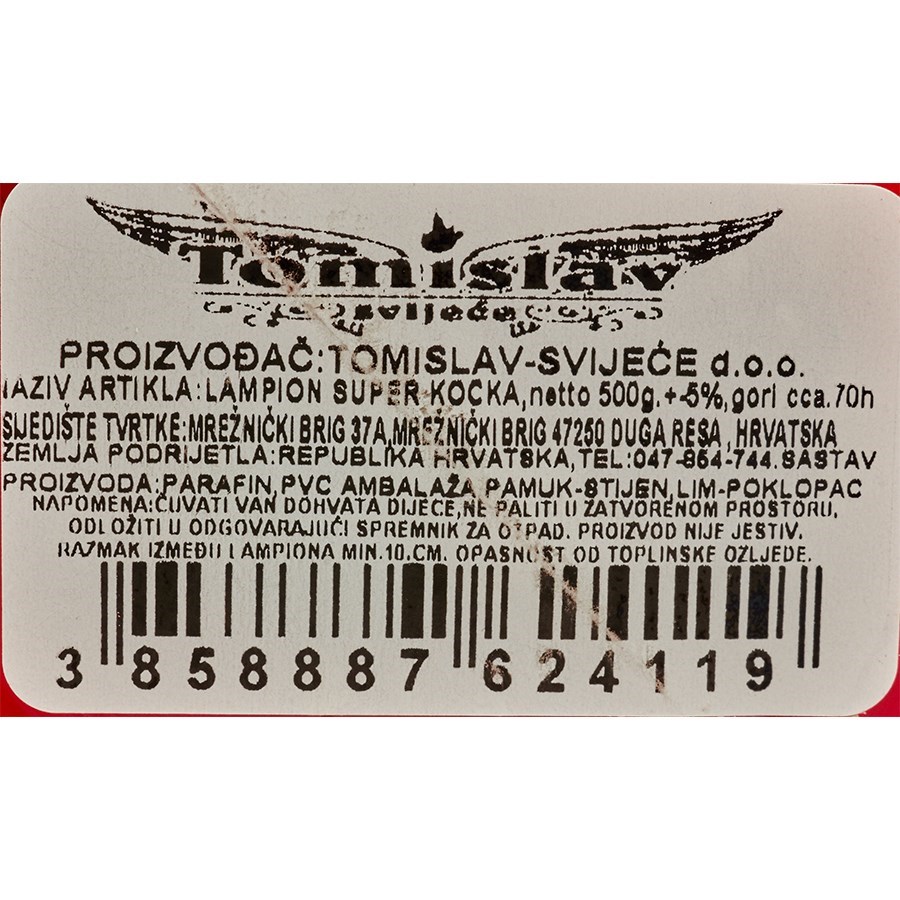 Tomislav
svijeće
PROIZVOĐAČ:TOMISLAV-SVIJEĆE d.o.o.
NAZIV ARTIKLA:LAMPION SUPER KOCKA,netto 500g.+-5%,gori cca.70h
SIJEDIŠTE TVRTKE:MREŽNIČKI BRIG 37A,MREŽNIČKI BRIG 47250 DUGA RESA , HRVATSKA
ZEMLJA PODRIJETLA:REPUBLIKA HRVATSKA,TEL:047-854-744.SASTAV
PROIZVODA:PARAFIN,PVC AMBALAŽA,PAMUK-STIJEN,LIM-POKLOPAC
NAPOMENA:ČUVATI VAN DOHVATA DIJECE,NE PALITI U ZATVORENOM PROSTORU,
ODLOŽITI U ODGOVARAJUĆI SPREMNIK ZA OTPAD. PROIZVOD NIJE JESTIV.
RAZMAK IZMEĐU LAMPIONA MIN.10.CM. OPASNOST OD TOPLINSKE OZLJEDE.
3 858887 624119